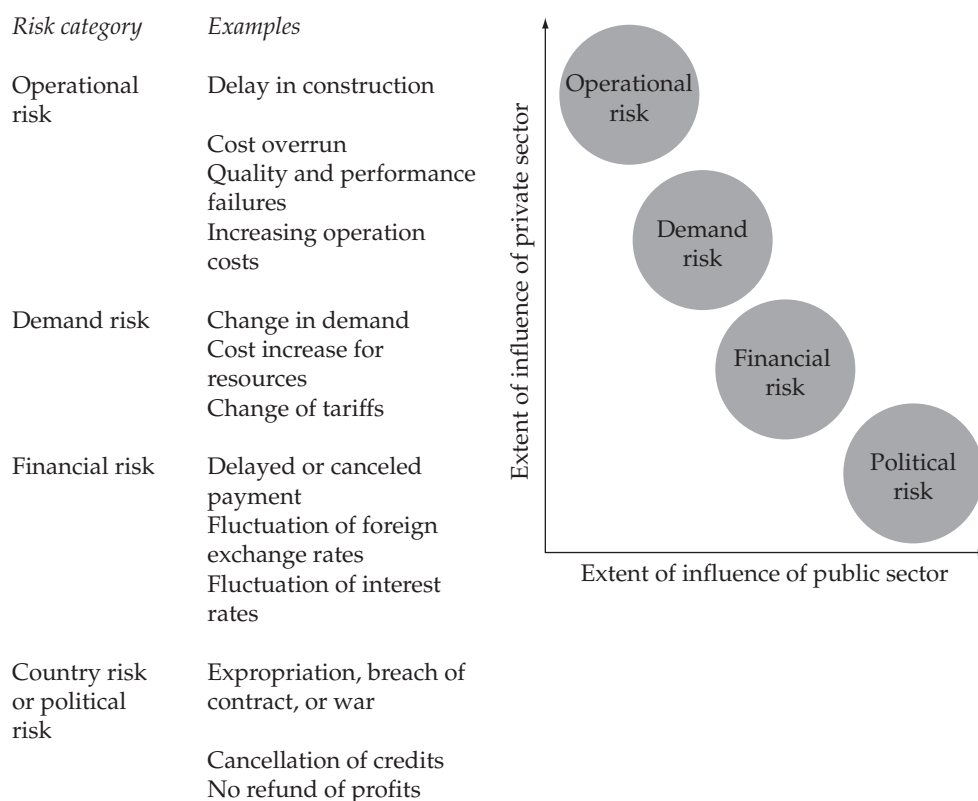 Risk category Examples
Operational Delay in construction
risk
Cost overrun
Quality and performance
failures
Increasing operation
costs
Demand risk Change in demand
Cost increase for
resources
Change of tariffs
Financial risk Delayed or canceled
payment
Fluctuation of foreign
exchange rates
Fluctuation of interest
rates
Country risk Expropriation, breach of
or political contract, or war
risk
Cancellation of credits
No refund of profits
Extent of influence of private sector
Operational
risk
Demand
risk
Financial
risk
Political
risk
Extent of influence of public sector